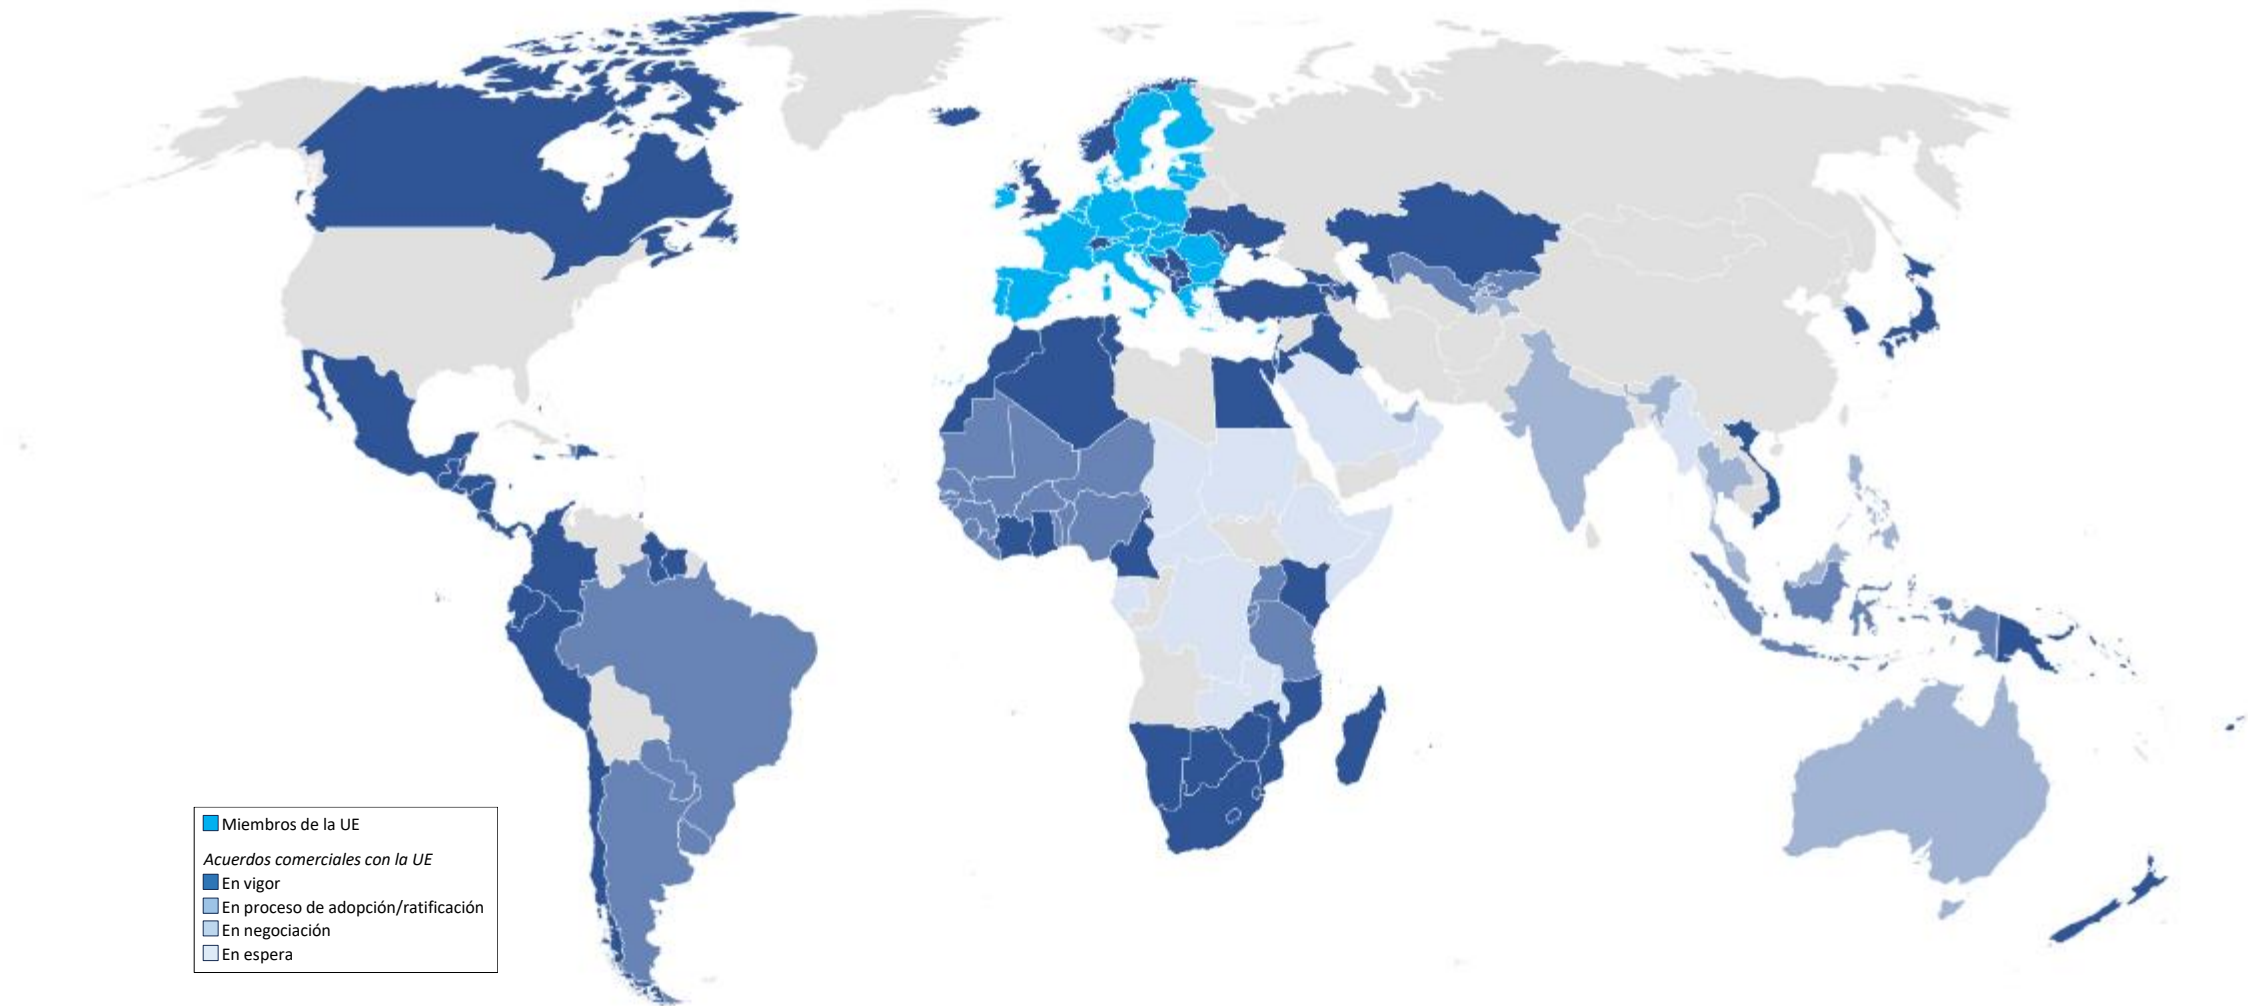 Miembros de la UE
Acuerdos comerciales con la UE
En vigor
En proceso de adopción/ratificación
En negociación
En espera